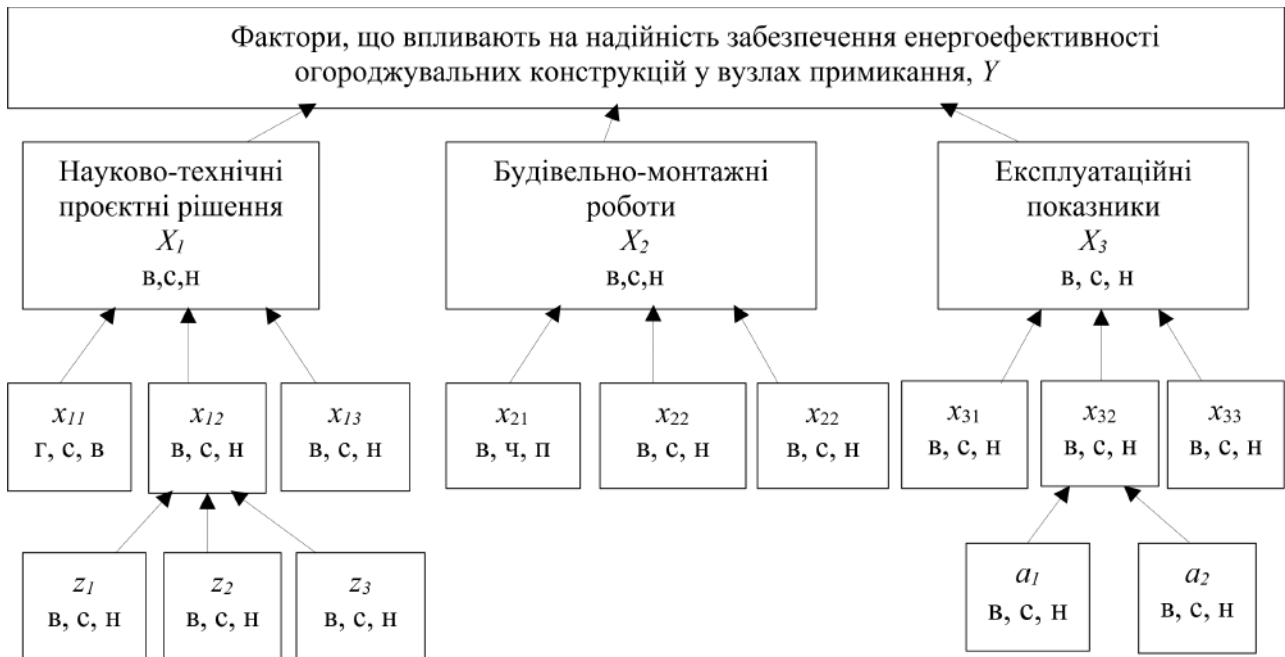 Фактори, що впливають на надійність забезпечення енергоефективності
огороджувальних конструкцій у вузлах примикання, Y
Науково-технічні
проєктні рішення
X1
в,с,н
Будівельно-монтажні
роботи
X2
в,с,н
Експлуатаційні
показники
X3
в, с, н
x11
г, с, в
x12
в, с, н
x13
в, с, н
x21
в, ч, п
x22
в, с, н
x22
в, с, н
x31
в, с, н
x32
в, с, н
x33
в, с, н
z1
в, с, н
z2
в, с, н
z3
в, с, н
a1
в, с, н
a2
в, с, н